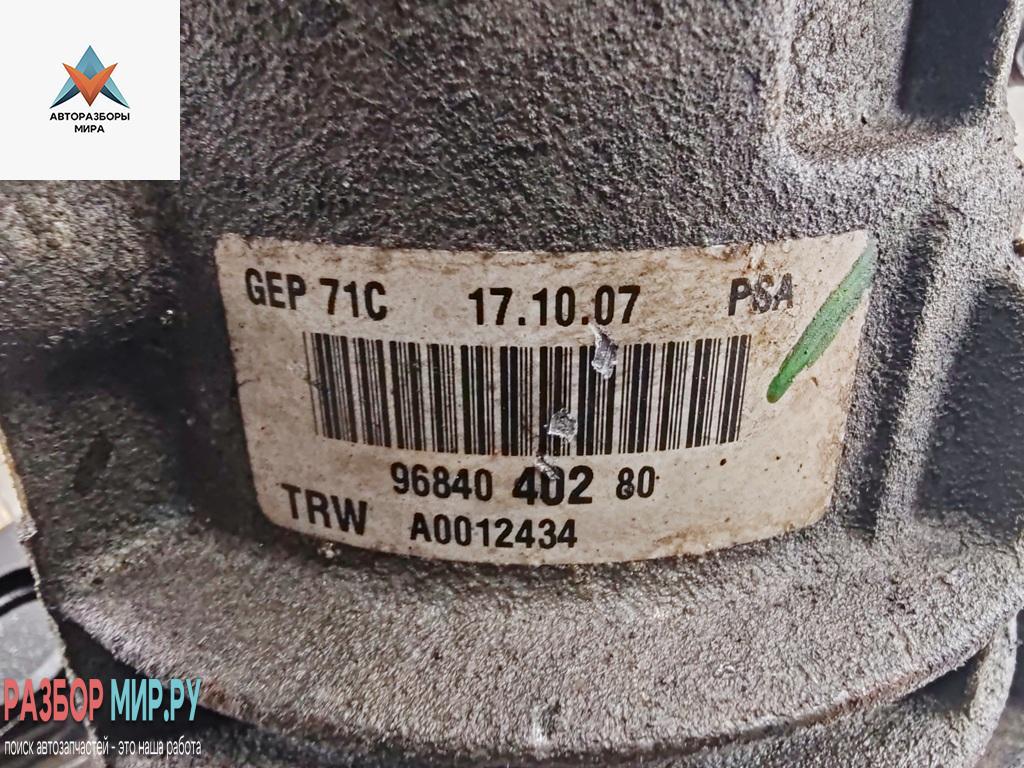 АВТОРАЗБОРЫ
МИРА
GEP 71C 17.10.07 PSA
96840 402 80
TRW A0012434
РАЗБОР МИР.РУ
поиск автозапчастей - это наша работа